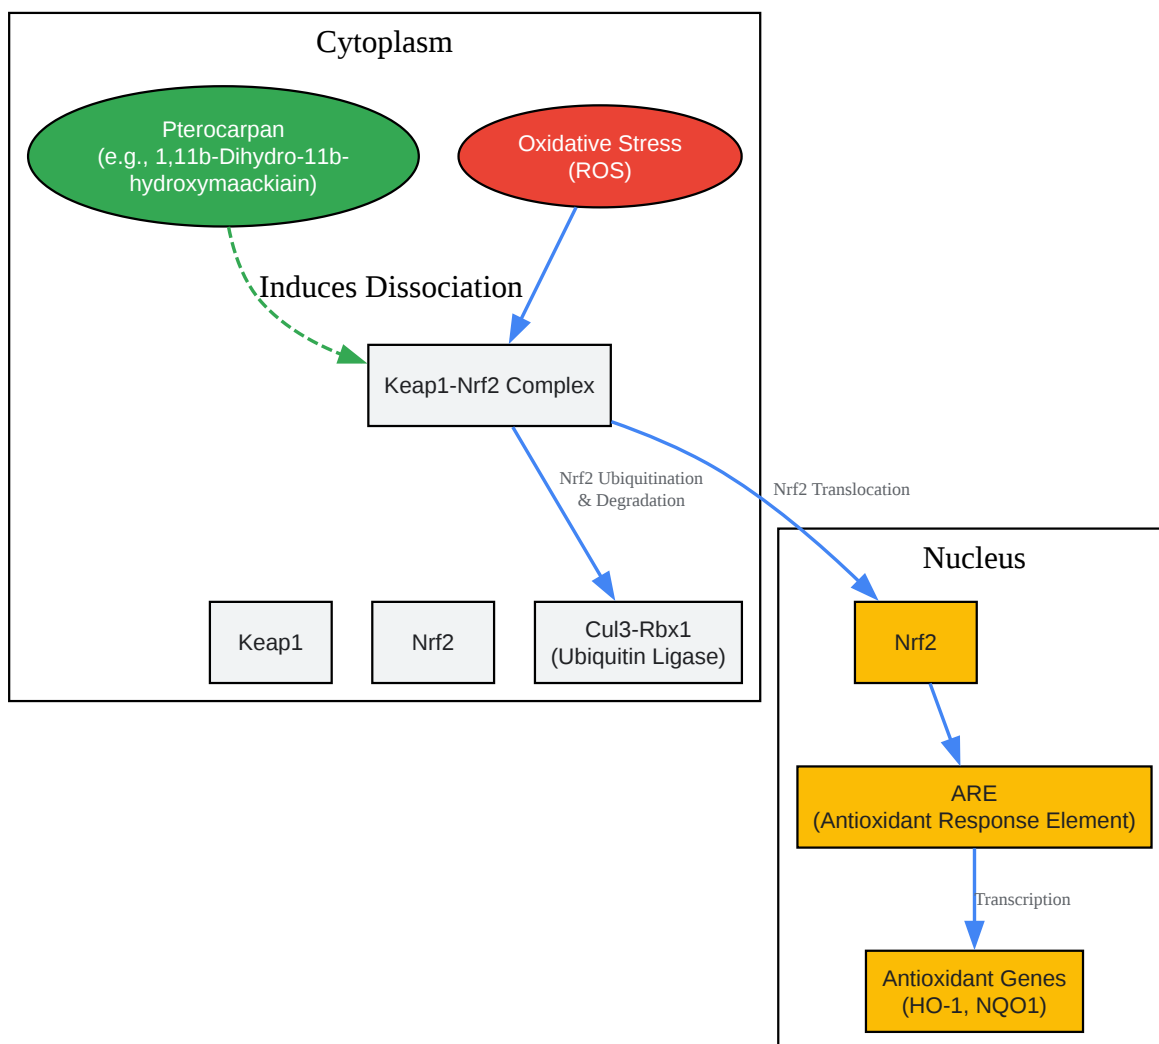 Cytoplasm
Pterocarpan
(e.g., 1,11b-Dihydro-11b-
hydroxymaackiain)
Oxidative Stress
(ROS)
Induces Dissociation
Keap1-Nrf2 Complex
Nrf2 Ubiquitination
& Degradation
Nrf2 Translocation
Keap1
Nrf2
Cul3-Rbx1
(Ubiquitin Ligase)
Nucleus
Nrf2
ARE
(Antioxidant Response Element)
Transcription
Antioxidant Genes
(HO-1, NQO1)